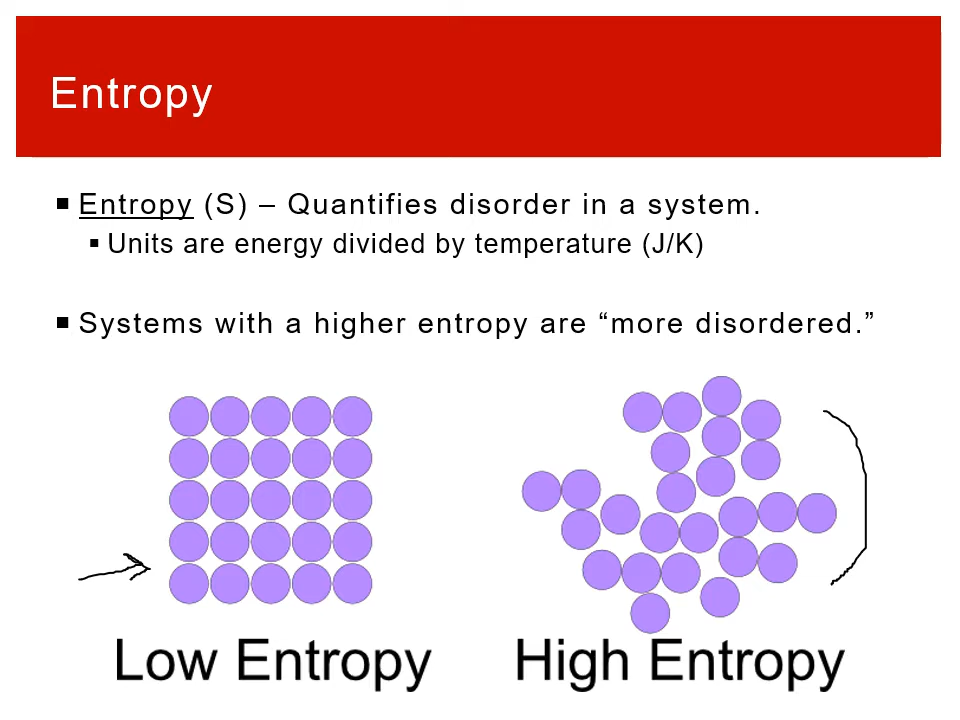 Entropy
Entropy (S) – Quantifies disorder in a system.
Units are energy divided by temperature (J/K)
Systems with a higher entropy are “more disordered.”
Low Entropy
High Entropy